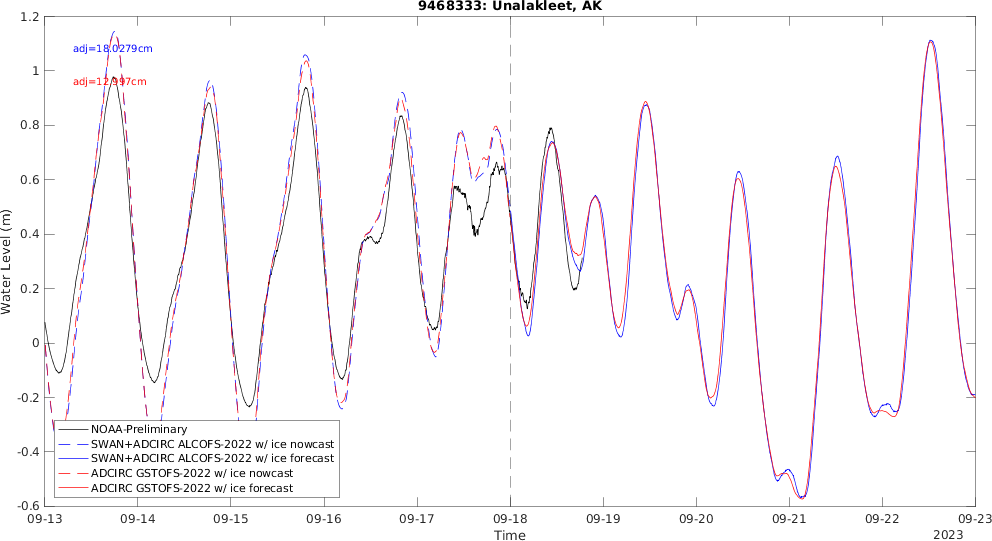 9468333: Unalakleet, AK
1.2
1
0.8
0.6
0.4
0.2
0
-0.2
-0.4
-0.6
Water Level (m)
adj=18.0279cm
adj=12.997cm
NOAA-Preliminary
SWAN+ADCIRC ALCOFS-2022 w/ ice nowcast
SWAN+ADCIRC ALCOFS-2022 w/ ice forecast
ADCIRC GSTOFS-2022 w/ ice nowcast
ADCIRC GSTOFS-2022 w/ ice forecast
09-13 09-14 09-15 09-16 09-17 09-18 09-19 09-20 09-21 09-22 09-23
Time
2023